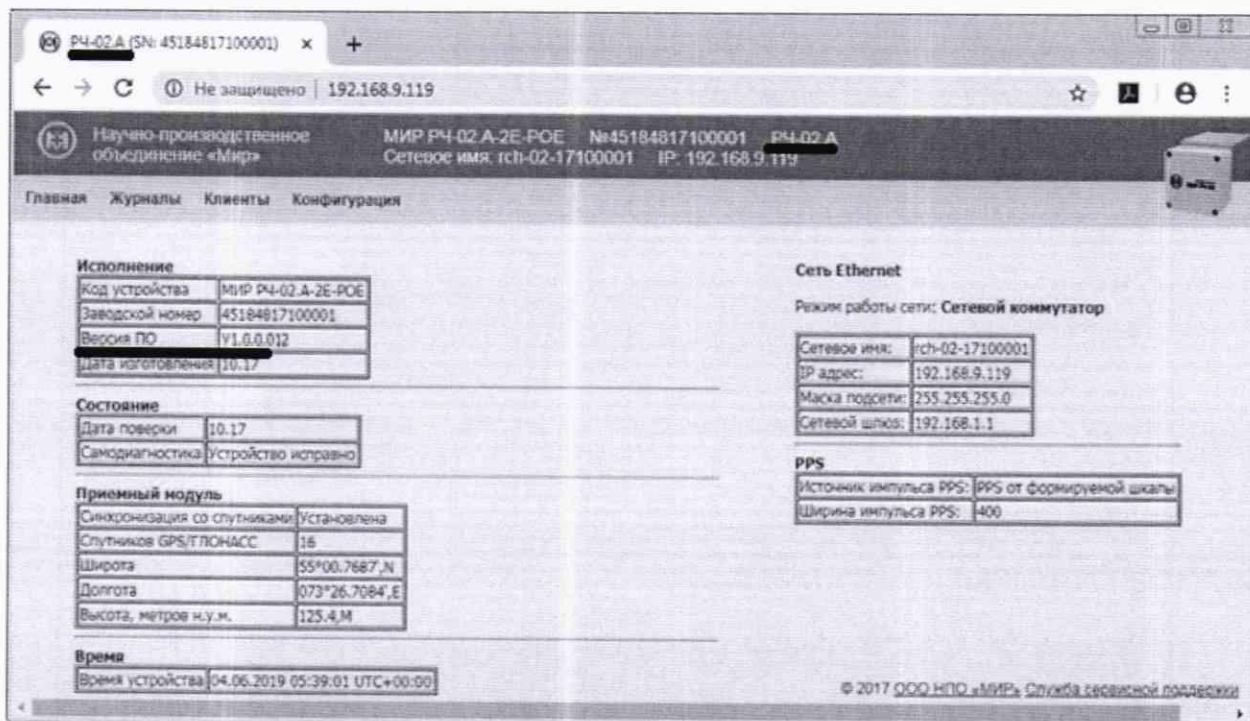 РЧ-02.А (SN: 45184817100001)
Не защищено | 192.168.9.119
Научно-производственное
объединение «Мир»
МИР РЧ-02.А-2Е-РОЕ №45184817100001 РЧ-02.А
Сетевое имя: rch-02-17100001 IP: 192.168.9.119
Главная Журналы Клиенты Конфигурация
Исполнение
Код устройства МИР РЧ-02.А-2Е-РОЕ
Заводской номер 45184817100001
Версия ПО V1.0.0.012
Дата изготовления 10.17
Состояние
Дата поверки 10.17
Самодиагностика Устройство исправно
Приемный модуль
Синхронизация со спутниками Установлена
Спутников GPS/ГЛОНАСС 16
Широта 55°00.7687',N
Долгота 073°26.7084',E
Высота, метров н.у.м. 125.4,M
Время
Время устройства 04.06.2019 05:39:01 UTC+00:00
Сеть Ethernet
Режим работы сети: Сетевой коммутатор
Сетевое имя: rch-02-17100001
IP адрес: 192.168.9.119
Маска подсети: 255.255.255.0
Сетевой шлюз: 192.168.1.1
PPS
Источник импульса PPS: PPS от формируемой шкалы
Ширина импульса PPS: 400
© 2017 ООО НПО «МИР» Служба сервисной поддержки